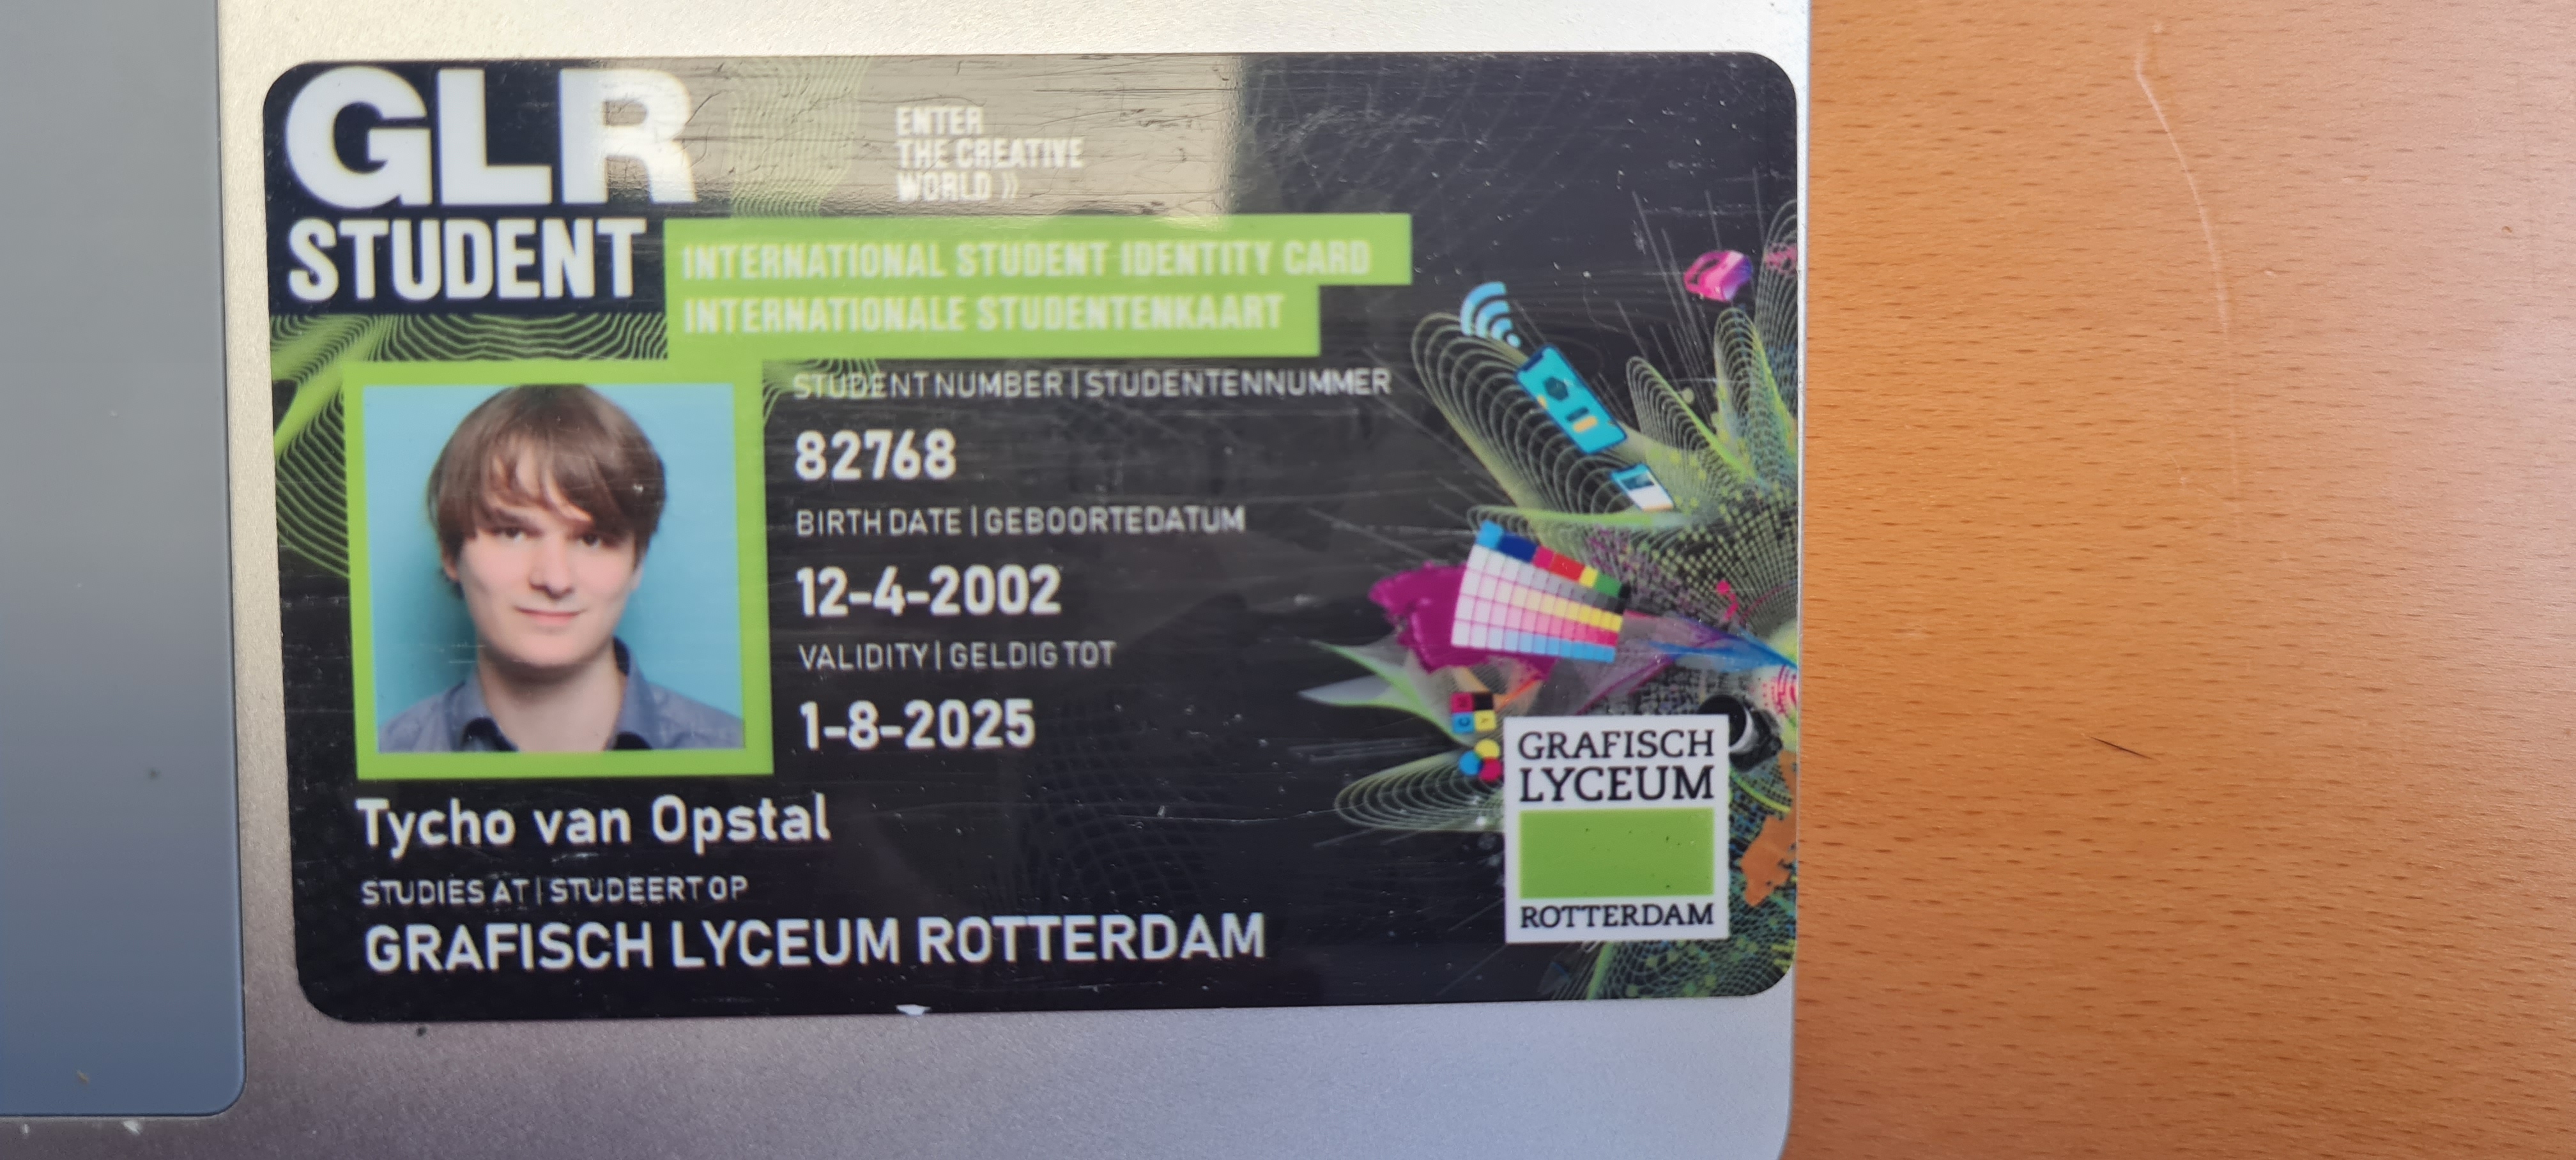 GLR
STUDENT
ENTER
THE CREATIVE
WORLD ⟩⟩
INTERNATIONAL STUDENT IDENTITY CARD
INTERNATIONALE STUDENTENKAART
STUDENT NUMBER | STUDENTENNUMMER
82768
BIRTH DATE | GEBOORTEDATUM
12-4-2002
VALIDITY | GELDIG TOT
1-8-2025
Tycho van Opstal
STUDIES AT | STUDEERT OP
GRAFISCH LYCEUM ROTTERDAM
GRAFISCH
LYCEUM
ROTTERDAM